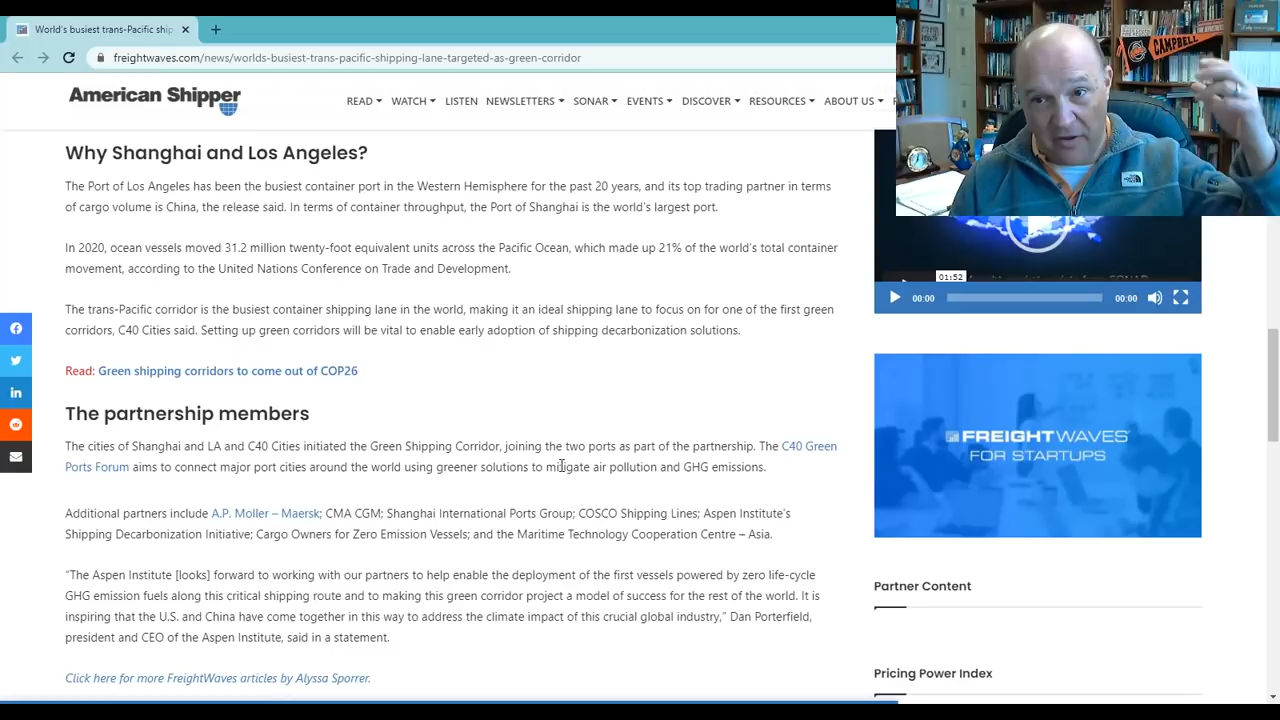 World's busiest trans-Pacific ship
freightwaves.com/news/worlds-busiest-trans-pacific-shipping-lane-targeted-as-green-corridor
American Shipper
READ WATCH LISTEN NEWSLETTERS SONAR EVENTS DISCOVER RESOURCES ABOUT US
CAMPBELL
Why Shanghai and Los Angeles?
The Port of Los Angeles has been the busiest container port in the Western Hemisphere for the past 20 years, and its top trading partner in terms
of cargo volume is China, the release said. In terms of container throughput, the Port of Shanghai is the world's largest port.
In 2020, ocean vessels moved 31.2 million twenty-foot equivalent units across the Pacific Ocean, which made up 21% of the world's total container
movement, according to the United Nations Conference on Trade and Development.
The trans-Pacific corridor is the busiest container shipping lane in the world, making it an ideal shipping lane to focus on for one of the first green
corridors, C40 Cities said. Setting up green corridors will be vital to enable early adoption of shipping decarbonization solutions.
Read: Green shipping corridors to come out of COP26
The partnership members
The cities of Shanghai and LA and C40 Cities initiated the Green Shipping Corridor, joining the two ports as part of the partnership. The C40 Green
Ports Forum aims to connect major port cities around the world using greener solutions to mitigate air pollution and GHG emissions.
Additional partners include A.P. Moller – Maersk; CMA CGM; Shanghai International Ports Group; COSCO Shipping Lines; Aspen Institute's
Shipping Decarbonization Initiative; Cargo Owners for Zero Emission Vessels; and the Maritime Technology Cooperation Centre – Asia.
“The Aspen Institute [looks] forward to working with our partners to help enable the deployment of the first vessels powered by zero life-cycle
GHG emission fuels along this critical shipping route and to making this green corridor project a model of success for the rest of the world. It is
inspiring that the U.S. and China have come together in this way to address the climate impact of this crucial global industry,” Dan Porterfield,
president and CEO of the Aspen Institute, said in a statement.
Click here for more FreightWaves articles by Alyssa Sporrer.
01:52
00:00 00:00
FREIGHTWAVES
FOR STARTUPS
Partner Content
Pricing Power Index